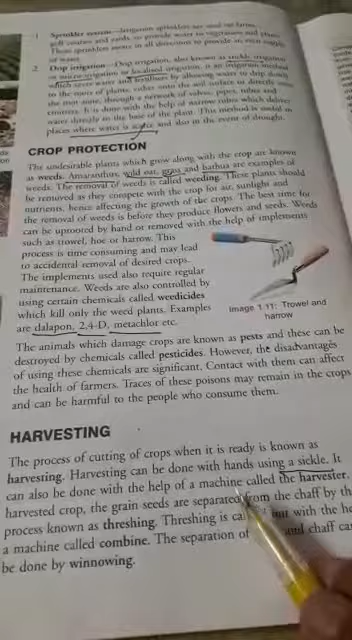 1. Sprinkler system – Irrigation sprinklers are used on farms,
golf courses and yards, to provide water to vegetation and plants.
These sprinklers rotate in all direction to provide an even supply
of water.
2. Drop irrigation – Drop irrigation, also known as trickle irrigation
or micro irrigation or localised irrigation, is an irrigation method
which saves water and fertilisers by allowing water to drip slowly
to the roots of plants, either onto the soil surface or directly onto
the root zone, through a network of valves, pipes, tubes and
emitters. It is done with the help of narrow tubes which deliver
water directly to the base of the plant. This method is useful in
places where water is scarce and also in the event of drought.
CROP PROTECTION
The undesirable plants which grow along with the crop are known
as weeds. Amaranthus, wild oat, grass and bathua are examples of
weeds. The removal of weeds is called weeding. These plants should
be removed as they compete with the crop for air, sunlight and
nutrients, hence affecting the growth of the crops. The best time for
the removal of weeds is before they produce flowers and seeds. Weeds
can be uprooted by hand or removed with the help of implements
such as trowel, hoe or harrow. This
process is time consuming and may lead
to accidental removal of desired crops.
The implements used also require regular
maintenance. Weeds are also controlled by
using certain chemicals called weedicides
which kill only the weed plants. Examples
are dalapon, 2,4-D, metachlor etc.
Image 1.11: Trowel and
harrow
The animals which damage crops are known as pests and these can be
destroyed by chemicals called pesticides. However, the disadvantages
of using these chemicals are significant. Contact with them can affect
the health of farmers. Traces of these poisons may remain in the crops
and can be harmful to the people who consume them.
HARVESTING
The process of cutting of crops when it is ready is known as
harvesting. Harvesting can be done with hands using a sickle. It
can also be done with the help of a machine called the harvester.
harvested crop, the grain seeds are separated from the chaff by th
process known as threshing. Threshing is out with the he
a machine called combine. The separation of and chaff ca
be done by winnowing.